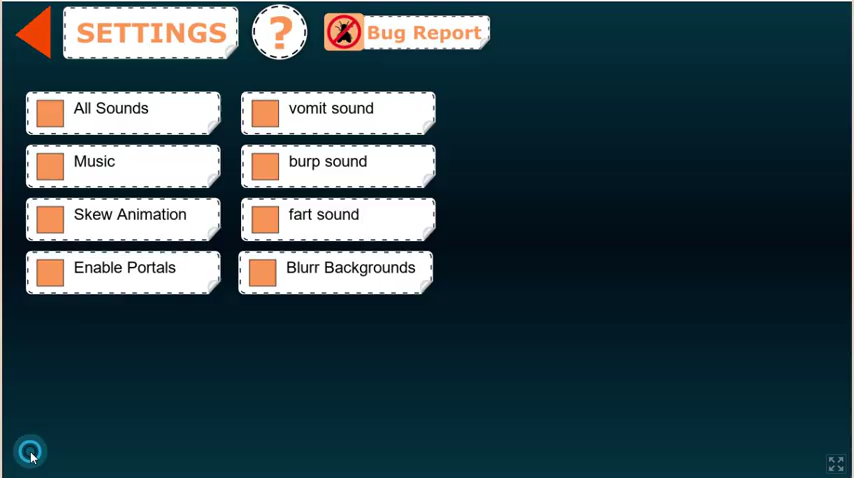 SETTINGS
?
Bug Report
All Sounds
vomit sound
Music
burp sound
Skew Animation
fart sound
Enable Portals
Blurr Backgrounds